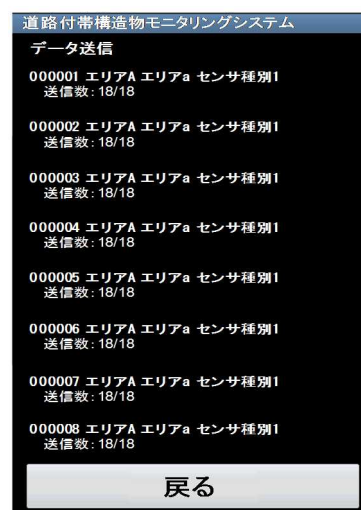 道路付帯構造物モニタリングシステム
データ送信
000001 エリアA エリアa センサ種別1
送信数: 18/18
000002 エリアA エリアa センサ種別1
送信数: 18/18
000003 エリアA エリアa センサ種別1
送信数: 18/18
000004 エリアA エリアa センサ種別1
送信数: 18/18
000005 エリアA エリアa センサ種別1
送信数: 18/18
000006 エリアA エリアa センサ種別1
送信数: 18/18
000007 エリアA エリアa センサ種別1
送信数: 18/18
000008 エリアA エリアa センサ種別1
送信数: 18/18
戻る